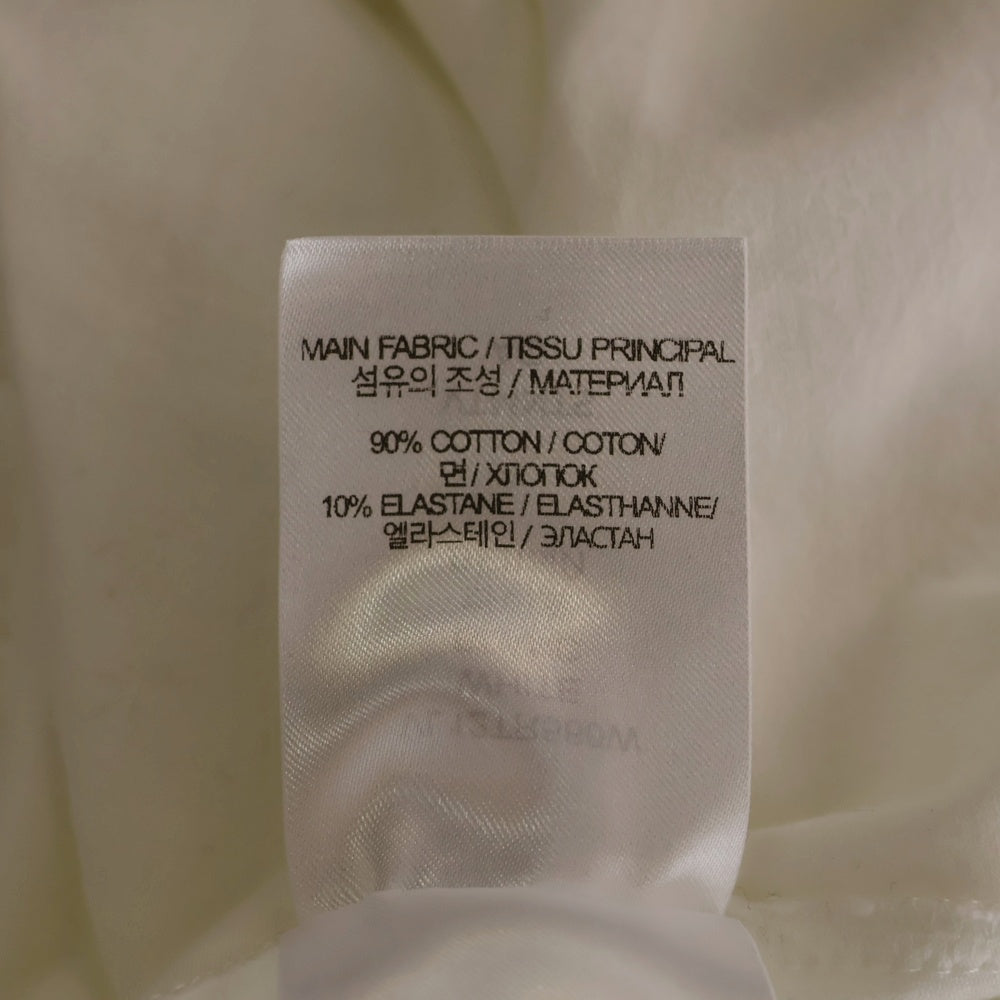 MAIN FABRIC / TISSU PRINCIPAL
섬유의 조성 / МАТЕРИАЛ
90% COTTON / COTON/
면 / ХЛОПОК
10% ELASTANE / ELASTHANNE/
엘라스테인 / ЭЛАСТАН